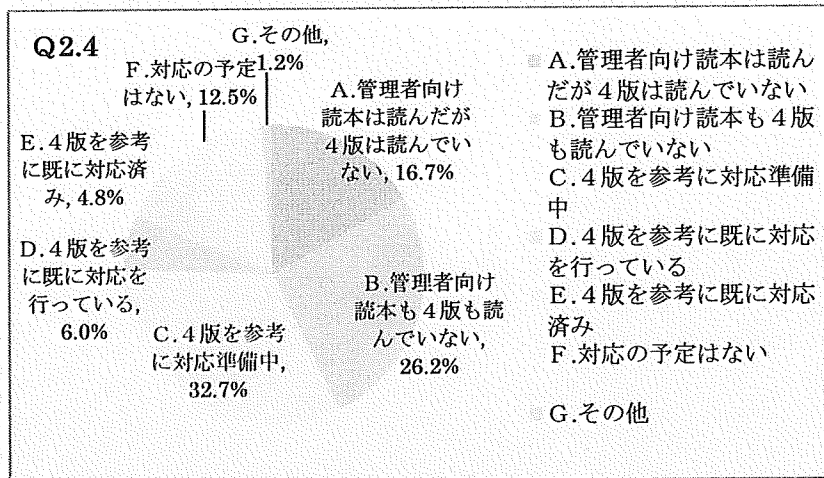 Q2.4
G.その他,
1.2%
F.対応の予定
はない, 12.5%
A.管理者向け
読本は読んだが
4版は読んでい
ない, 16.7%
E.4版を参考
に既に対応済
み, 4.8%
D.4版を参考
に既に対応を
行っている,
6.0%
C.4版を参考
に対応準備中,
32.7%
B.管理者向け
読本も4版も読
んでいない,
26.2%
A.管理者向け読本は読ん
だが4版は読んでいない
B.管理者向け読本も4版
も読んでいない
C.4版を参考に対応準備
中
D.4版を参考に既に対応
を行っている
E.4版を参考に既に対応
済み
F.対応の予定はない
G.その他